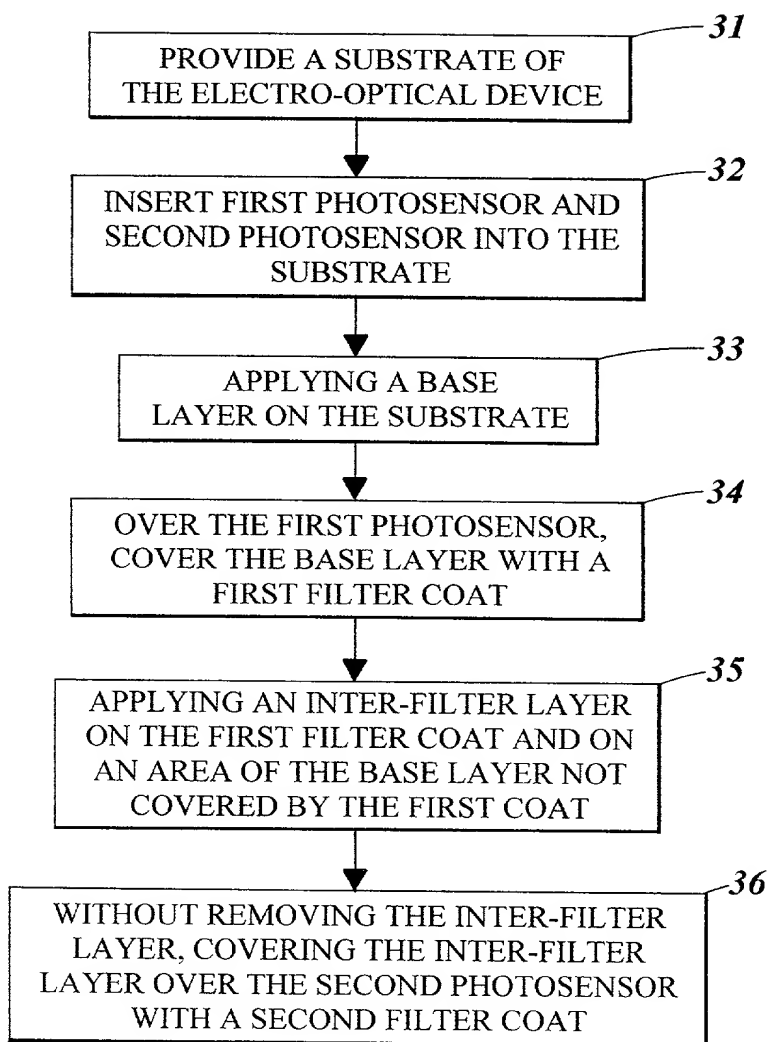 31
PROVIDE A SUBSTRATE OF
THE ELECTRO-OPTICAL DEVICE
32
INSERT FIRST PHOTOSENSOR AND
SECOND PHOTOSENSOR INTO THE
SUBSTRATE
33
APPLYING A BASE
LAYER ON THE SUBSTRATE
34
OVER THE FIRST PHOTOSENSOR,
COVER THE BASE LAYER WITH A
FIRST FILTER COAT
35
APPLYING AN INTER-FILTER LAYER
ON THE FIRST FILTER COAT AND ON
AN AREA OF THE BASE LAYER NOT
COVERED BY THE FIRST COAT
36
WITHOUT REMOVING THE INTER-FILTER
LAYER, COVERING THE INTER-FILTER
LAYER OVER THE SECOND PHOTOSENSOR
WITH A SECOND FILTER COAT